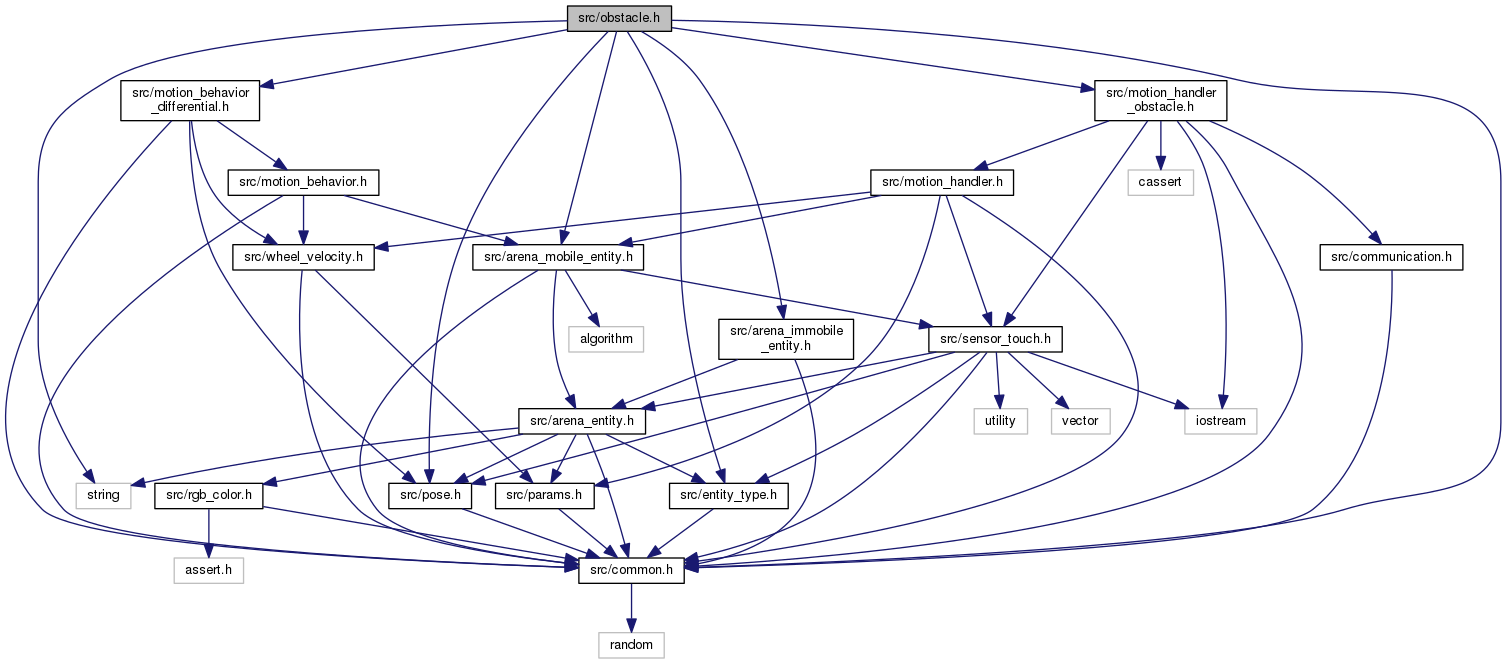 src/obstacle.h
src/motion_behavior
_differential.h
src/motion_handler
_obstacle.h
src/motion_behavior.h
src/motion_handler.h
cassert
src/wheel_velocity.h
src/arena_mobile_entity.h
src/communication.h
algorithm
src/arena_immobile
_entity.h
src/sensor_touch.h
src/arena_entity.h
utility
vector
iostream
string
src/rgb_color.h
src/pose.h
src/params.h
src/entity_type.h
assert.h
src/common.h
random